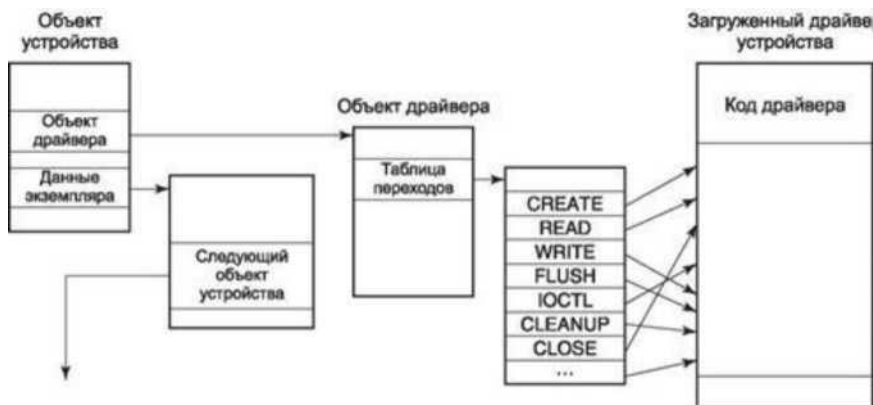 Объект
устройства
Объект
драйвера
Данные
экземпляра
Следующий
объект
устройства
Объект драйвера
Таблица
переходов
CREATE
READ
WRITE
FLUSH
IOCTL
CLEANUP
CLOSE
...
Загруженный драйвер
устройства
Код драйвера